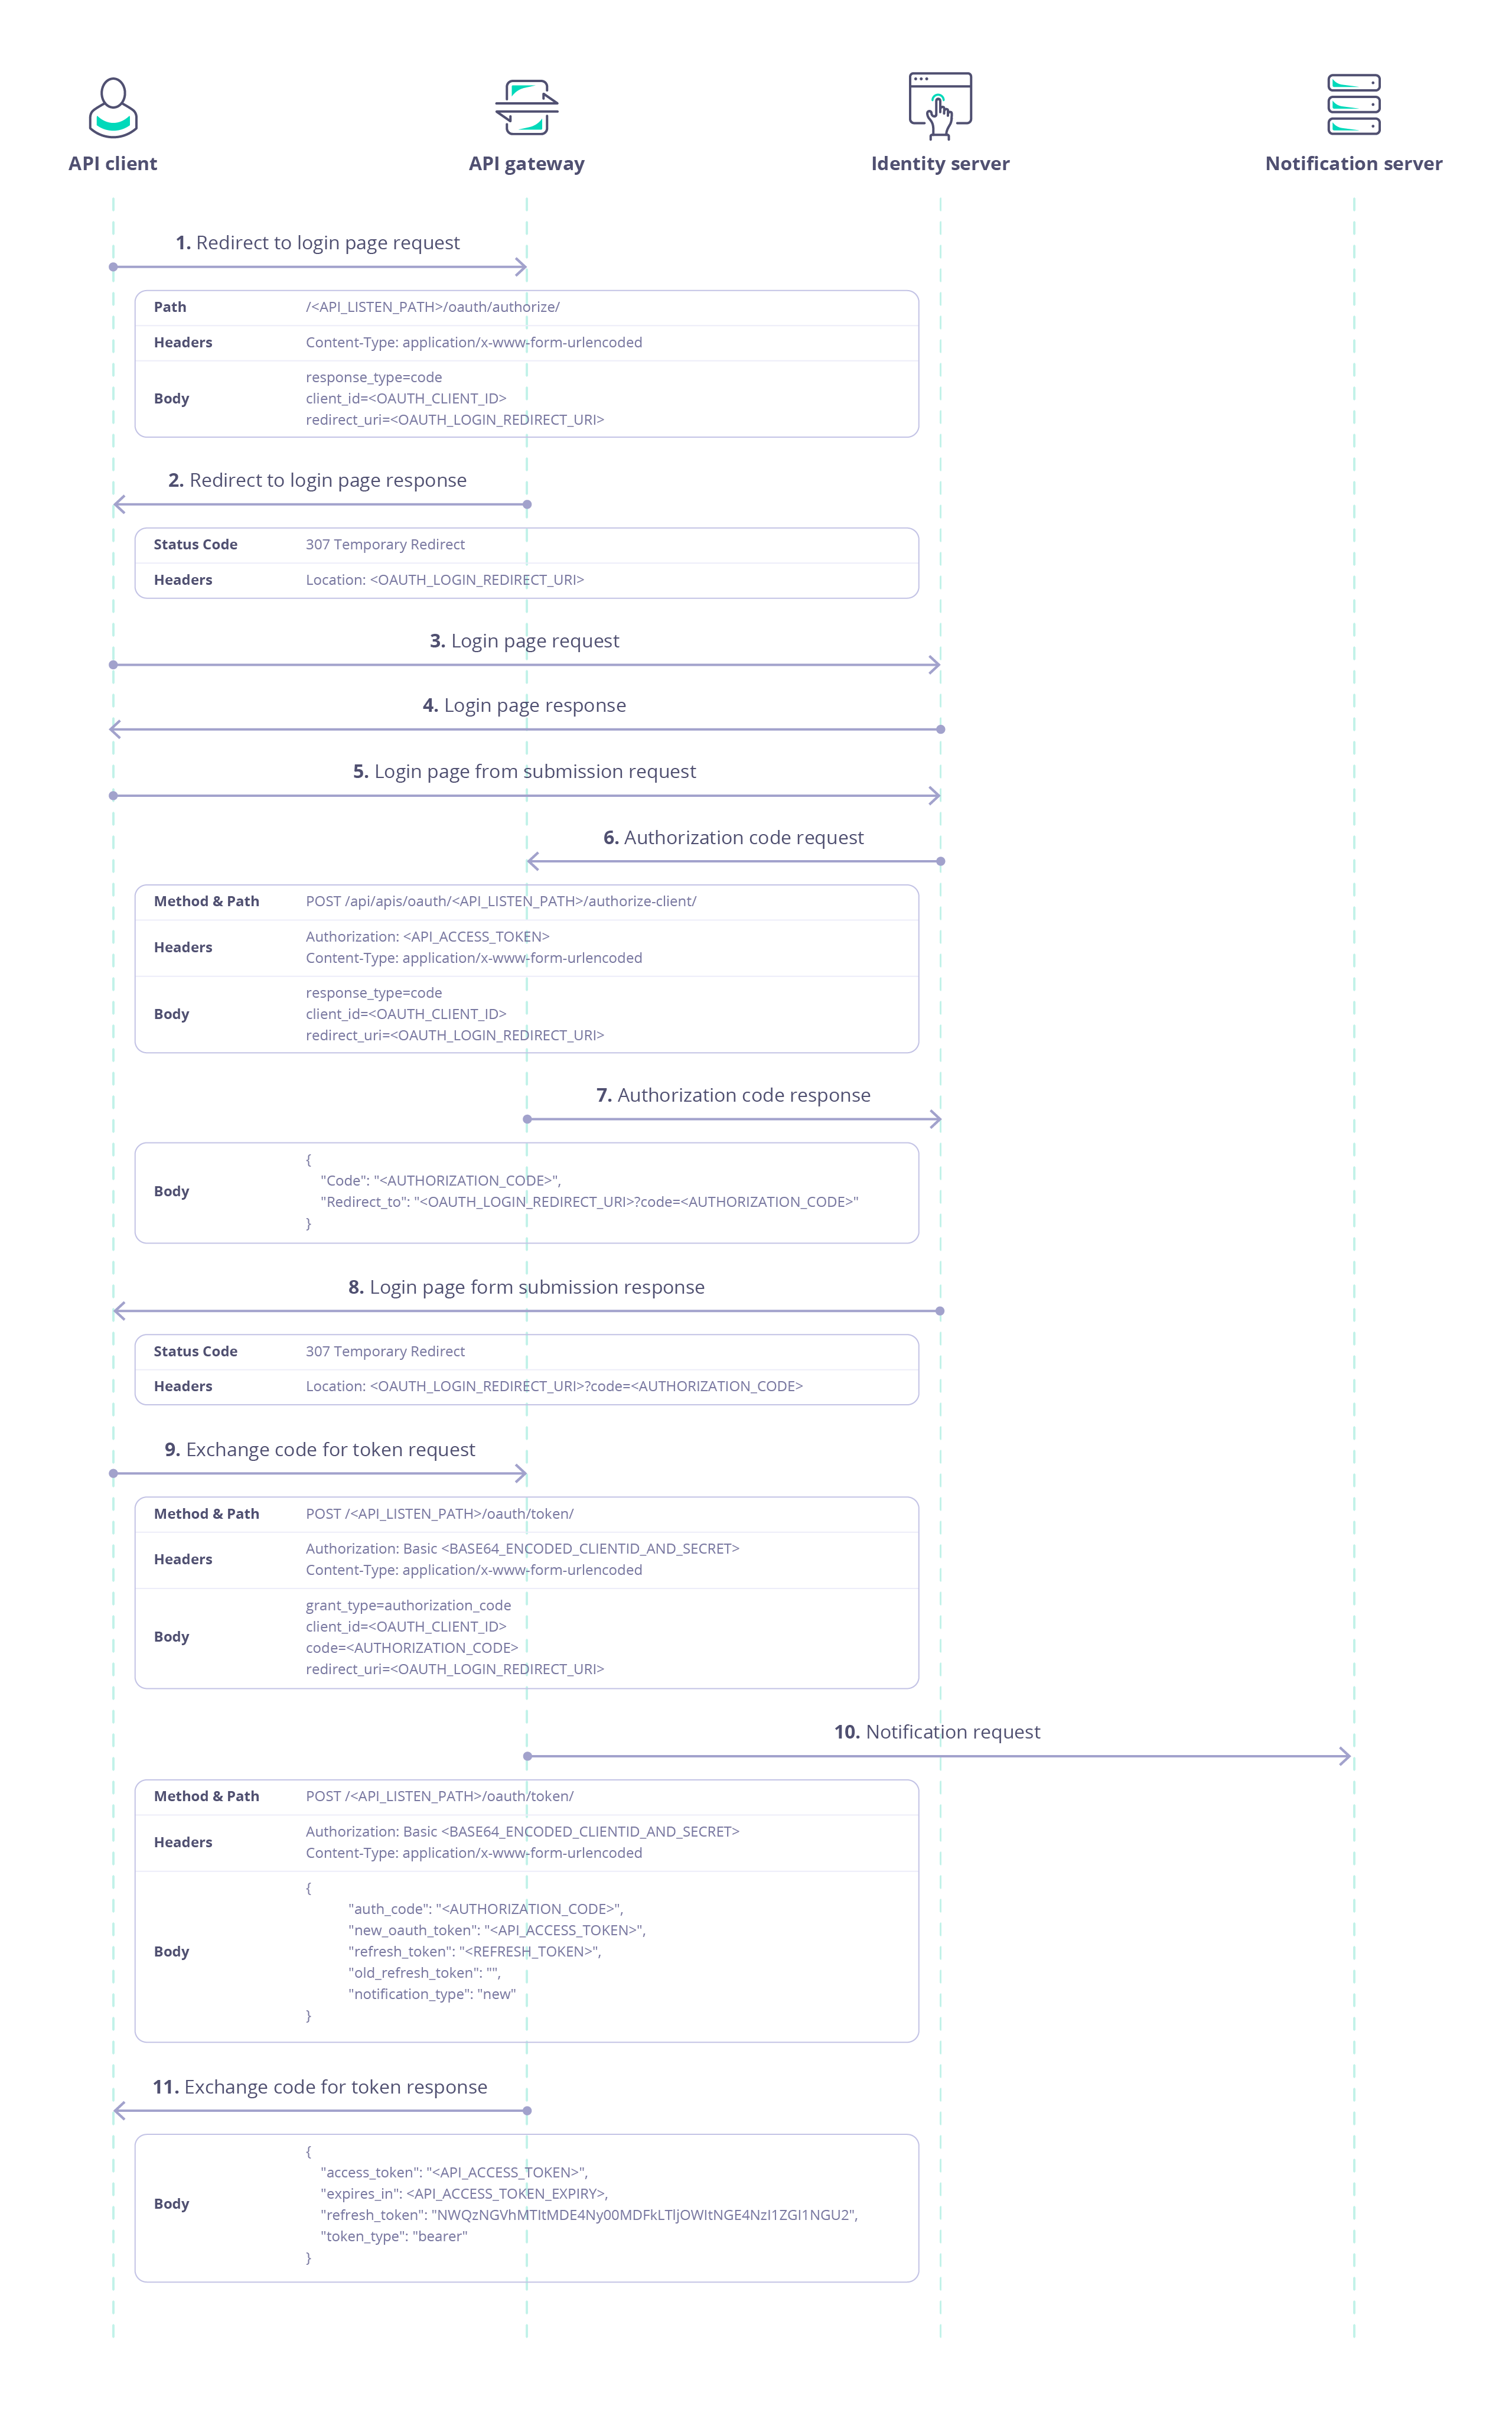 API client
API gateway
Identity server
Notification server
1. Redirect to login page request
Path /<API_LISTEN_PATH>/oauth/authorize/
Headers Content-Type: application/x-www-form-urlencoded
response_type=code
Body client_id=<OAUTH_CLIENT_ID>
redirect_uri=<OAUTH_LOGIN_REDIRECT_URI>
2. Redirect to login page response
Status Code 307 Temporary Redirect
Headers Location: <OAUTH_LOGIN_REDIRECT_URI>
3. Login page request
4. Login page response
5. Login page from submission request
6. Authorization code request
Method & Path POST /api/apis/oauth/<API_LISTEN_PATH>/authorize-client/
Headers
Authorization: <API_ACCESS_TOKEN>
Content-Type: application/x-www-form-urlencoded
response_type=code
Body client_id=<OAUTH_CLIENT_ID>
redirect_uri=<OAUTH_LOGIN_REDIRECT_URI>
7. Authorization code response
Body
{
"Code": "<AUTHORIZATION_CODE>",
"Redirect_to": "<OAUTH_LOGIN_REDIRECT_URI>?code=<AUTHORIZATION_CODE>"
}
8. Login page form submission response
Status Code 307 Temporary Redirect
Headers Location: <OAUTH_LOGIN_REDIRECT_URI>?code=<AUTHORIZATION_CODE>
9. Exchange code for token request
Method & Path POST /<API_LISTEN_PATH>/oauth/token/
Headers
Authorization: Basic <BASE64_ENCODED_CLIENTID_AND_SECRET>
Content-Type: application/x-www-form-urlencoded
Body
grant_type=authorization_code
client_id=<OAUTH_CLIENT_ID>
code=<AUTHORIZATION_CODE>
redirect_uri=<OAUTH_LOGIN_REDIRECT_URI>
10. Notification request
Method & Path POST /<API_LISTEN_PATH>/oauth/token/
Headers
Authorization: Basic <BASE64_ENCODED_CLIENTID_AND_SECRET>
Content-Type: application/x-www-form-urlencoded
Body
{
"auth_code": "<AUTHORIZATION_CODE>",
"new_oauth_token": "<API_ACCESS_TOKEN>",
"refresh_token": "<REFRESH_TOKEN>",
"old_refresh_token": "",
"notification_type": "new"
}
11. Exchange code for token response
Body
{
"access_token": "<API_ACCESS_TOKEN>",
"expires_in": <API_ACCESS_TOKEN_EXPIRY>,
"refresh_token": "NWQzNGVhMTItMDE4Ny00MDFkLTljOWItNGE4NzI1ZGI1NGU2",
"token_type": "bearer"
}